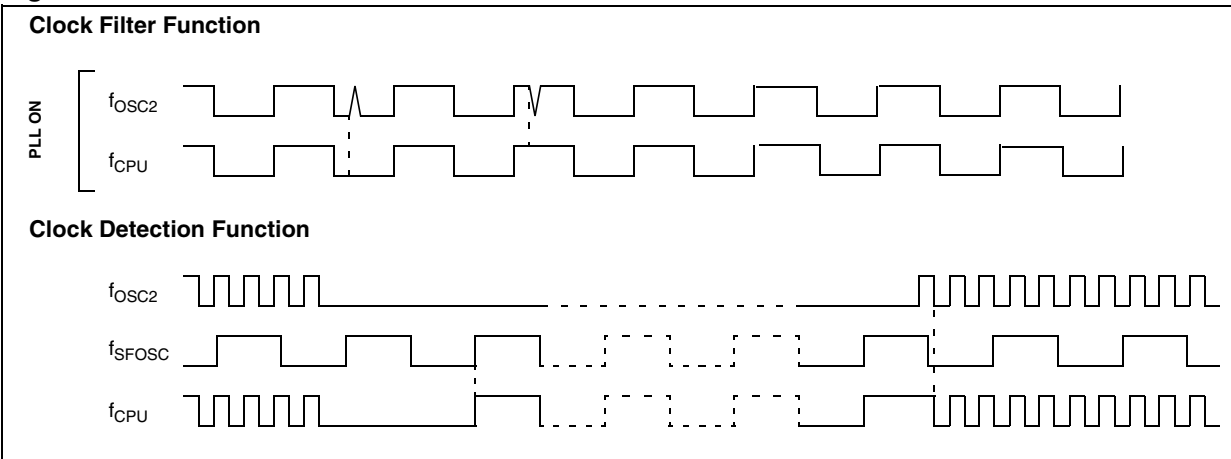 Clock Filter Function
PLL ON
fOSC2
fCPU
Clock Detection Function
fOSC2
fSFOSC
fCPU